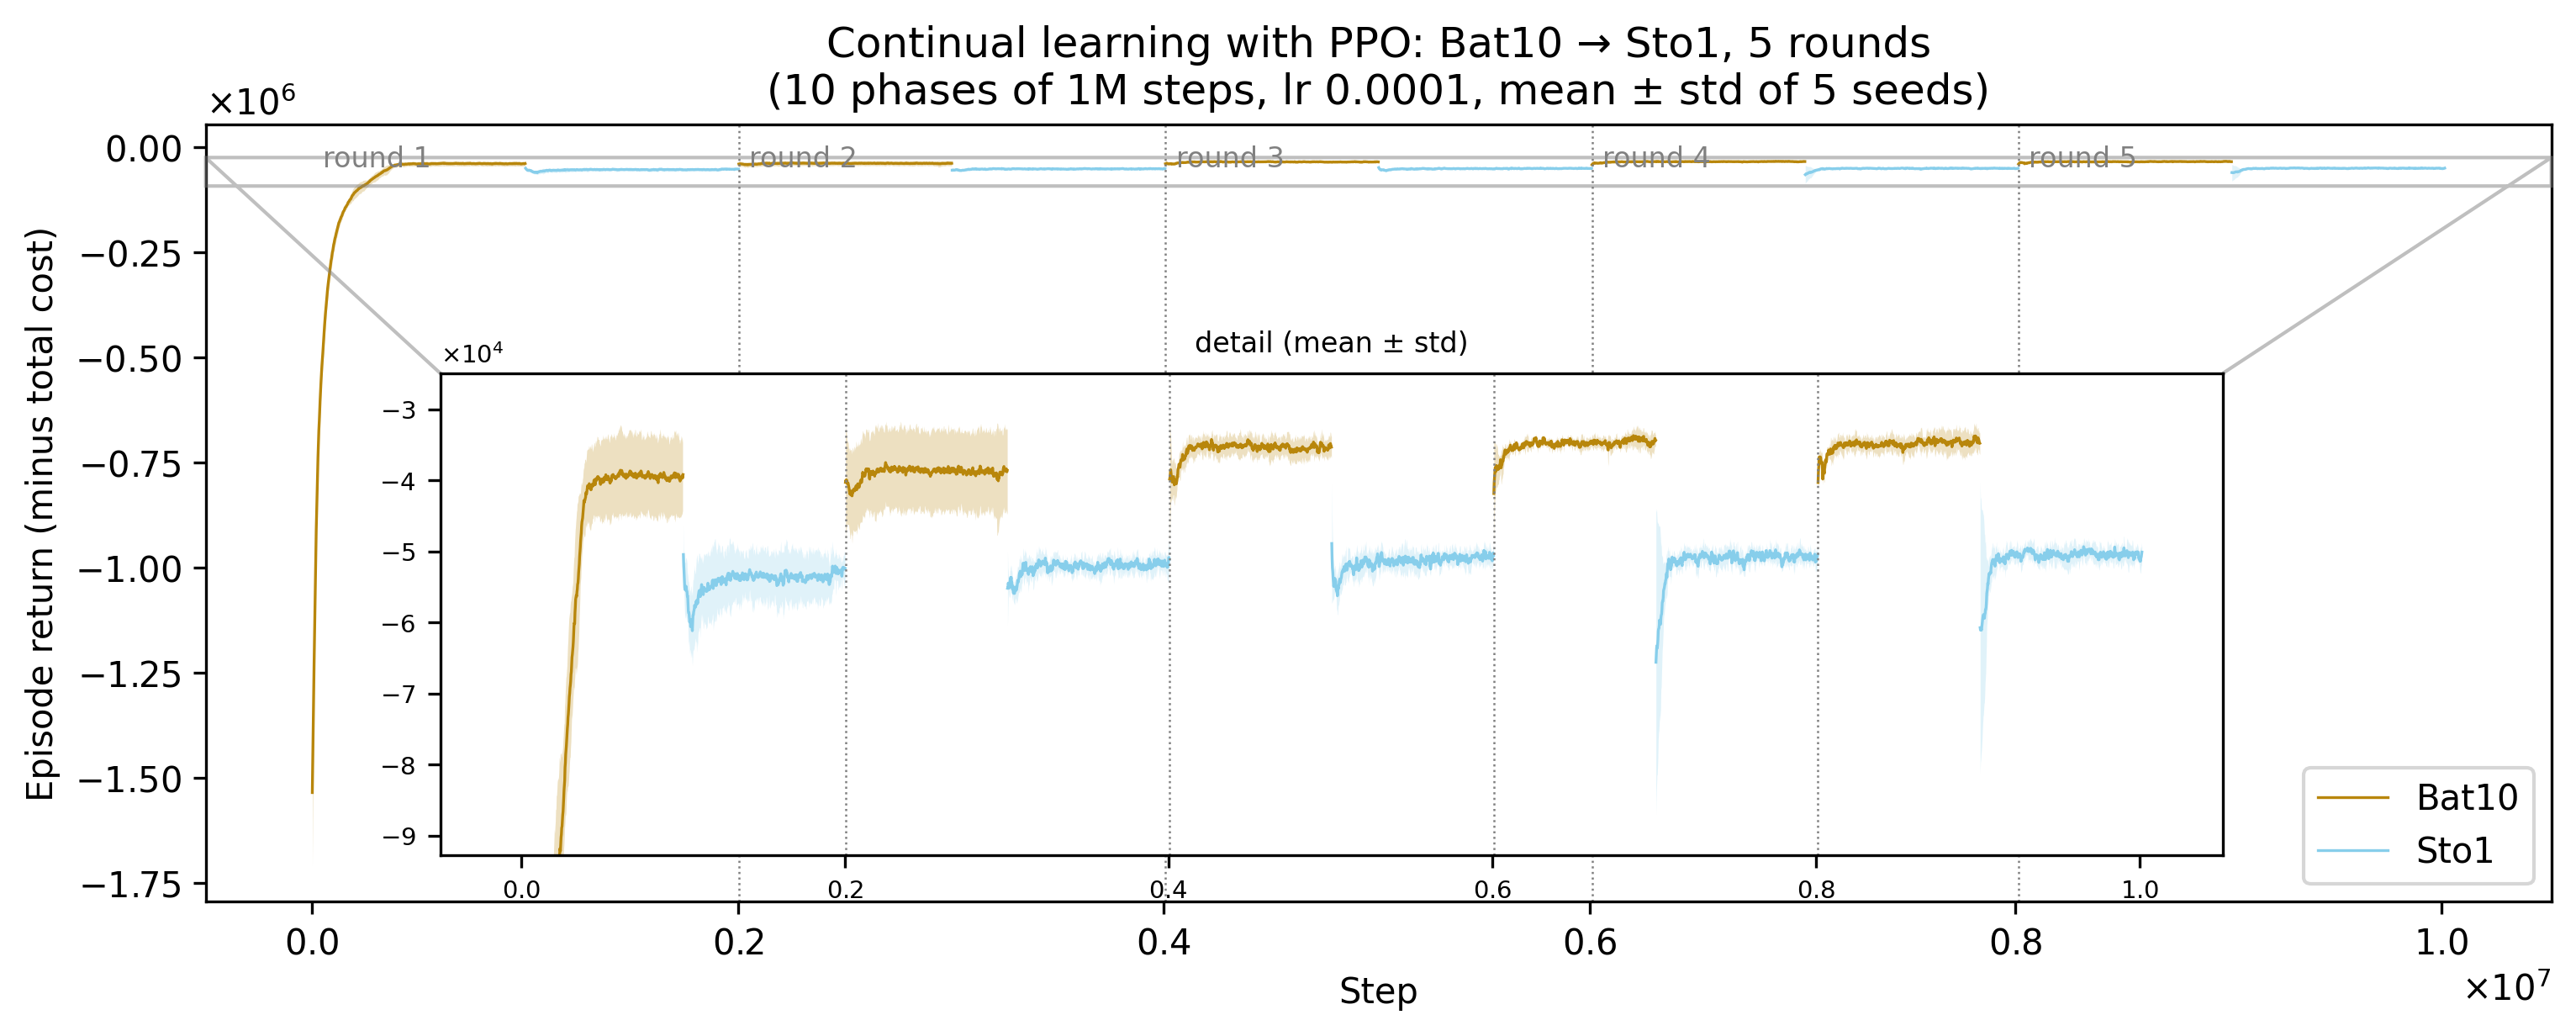 Continual learning with PPO: Bat10 → Sto1, 5 rounds
(10 phases of 1M steps, lr 0.0001, mean ± std of 5 seeds)
×10⁶
0.00
−0.25
−0.50
−0.75
−1.00
−1.25
−1.50
−1.75
Episode return (minus total cost)
round 1
round 2
round 3
round 4
round 5
detail (mean ± std)
×10⁴
−3
−4
−5
−6
−7
−8
−9
0.0
0.2
0.4
0.6
0.8
1.0
Bat10
Sto1
0.0
0.2
0.4
0.6
0.8
1.0
Step
×10⁷